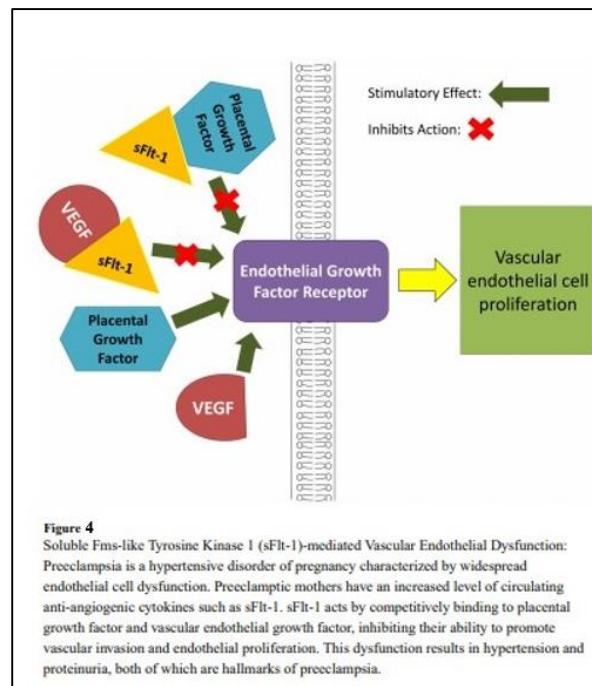 Stimulatory Effect:
Inhibits Action:
Placental
Growth
Factor
sFlt-1
VEGF
sFlt-1
Placental
Growth
Factor
VEGF
Endothelial Growth
Factor Receptor
Vascular
endothelial cell
proliferation
Figure 4
Soluble Fms-like Tyrosine Kinase 1 (sFlt-1)-mediated Vascular Endothelial Dysfunction:
Preeclampsia is a hypertensive disorder of pregnancy characterized by widespread
endothelial cell dysfunction. Preeclamptic mothers have an increased level of circulating
anti-angiogenic cytokines such as sFlt-1. sFlt-1 acts by competitively binding to placental
growth factor and vascular endothelial growth factor, inhibiting their ability to promote
vascular invasion and endothelial proliferation. This dysfunction results in hypertension and
proteinuria, both of which are hallmarks of preeclampsia.